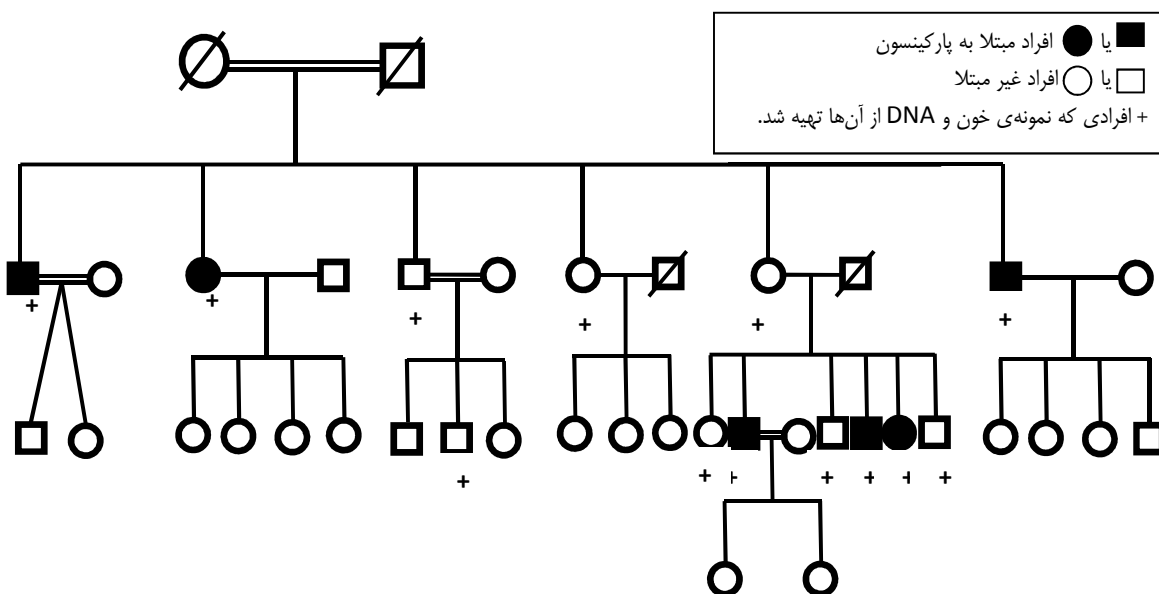 یا افراد مبتلا به پارکینسون
یا افراد غیر مبتلا
+ افرادی که نمونه‌ی خون و DNA از آن‌ها تهیه شد.
+ +
+ + + +
+ + + + + + +